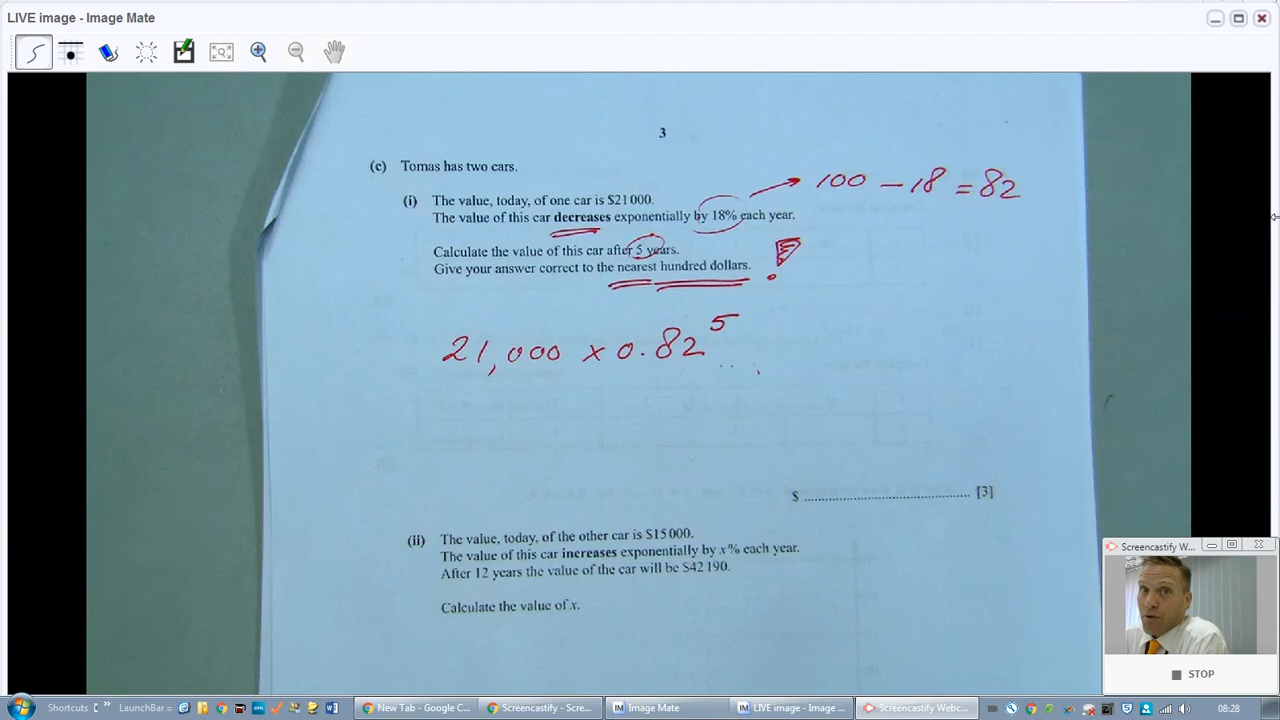 LIVE image - Image Mate
3
(c) Tomas has two cars.
(i) The value, today, of one car is $21 000.
The value of this car decreases exponentially by 18% each year.
100 - 18 = 82
Calculate the value of this car after 5 years.
Give your answer correct to the nearest hundred dollars.
!
21,000 x 0.82^5
$ ............................................ [3]
(ii) The value, today, of the other car is $15 000.
The value of this car increases exponentially by x% each year.
After 12 years the value of the car will be $42 190.
Calculate the value of x.
Screencastify W...
STOP
Shortcuts
LaunchBar
New Tab - Google C...
Screencastify - Scre...
Image Mate
LIVE image - Image ...
Screencastify Webc...
08:28